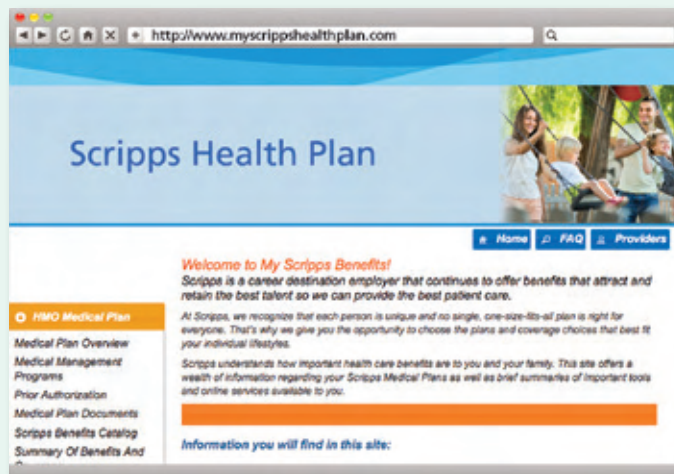 http://www.myscrippshealthplan.com
Scripps Health Plan
Home FAQ Providers
Welcome to My Scripps Benefits!
Scripps is a career destination employer that continues to offer benefits that attract and
retain the best talent so we can provide the best patient care.
HMO Medical Plan
At Scripps, we recognize that each person is unique and no single, one-size-fits-all plan is right for
everyone. That's why we give you the opportunity to choose the plans and coverage choices that best fit
your individual lifestyles.
Medical Plan Overview
Medical Management
Programs
Prior Authorization
Medical Plan Documents
Scripps Benefits Catalog
Summary Of Benefits And
Scripps understands how important health care benefits are to you and your family. This site offers a
wealth of information regarding your Scripps Medical Plans as well as brief summaries of important tools
and online services available to you.
Information you will find in this site: